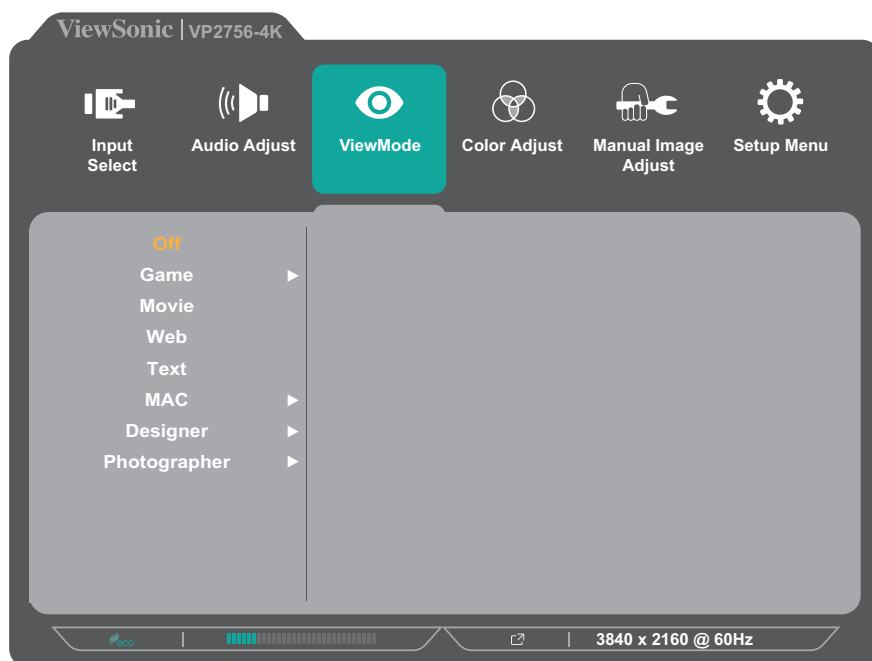 ViewSonic | VP2756-4K
Input
Select
Audio Adjust
ViewMode
Color Adjust
Manual Image
Adjust
Setup Menu
Off
Game
Movie
Web
Text
MAC
Designer
Photographer
eco
3840 x 2160 @ 60Hz